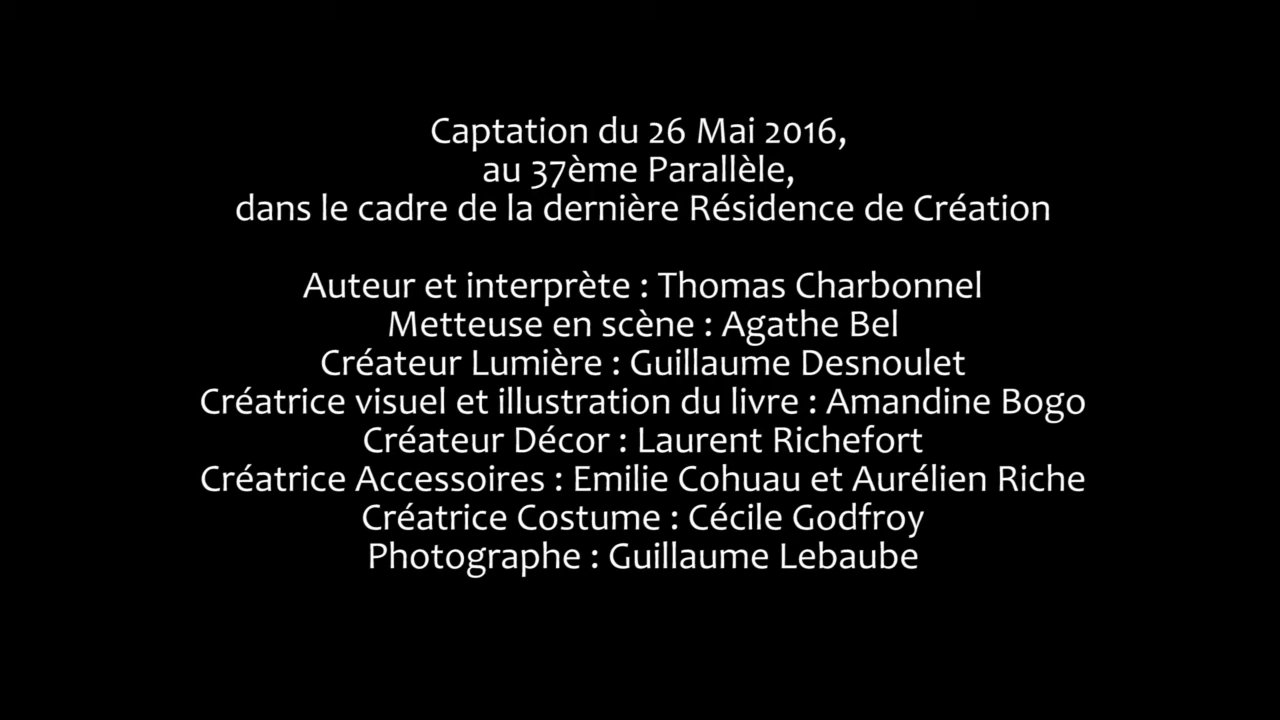 Captation du 26 Mai 2016,
au 37ème Parallèle,
dans le cadre de la dernière Résidence de Création
Auteur et interprète : Thomas Charbonnel
Metteuse en scène : Agathe Bel
Créateur Lumière : Guillaume Desnoulet
Créatrice visuel et illustration du livre : Amandine Bogo
Créateur Décor : Laurent Richefort
Créatrice Accessoires : Emilie Cohuau et Aurélien Riche
Créatrice Costume : Cécile Godfroy
Photographe : Guillaume Lebaube